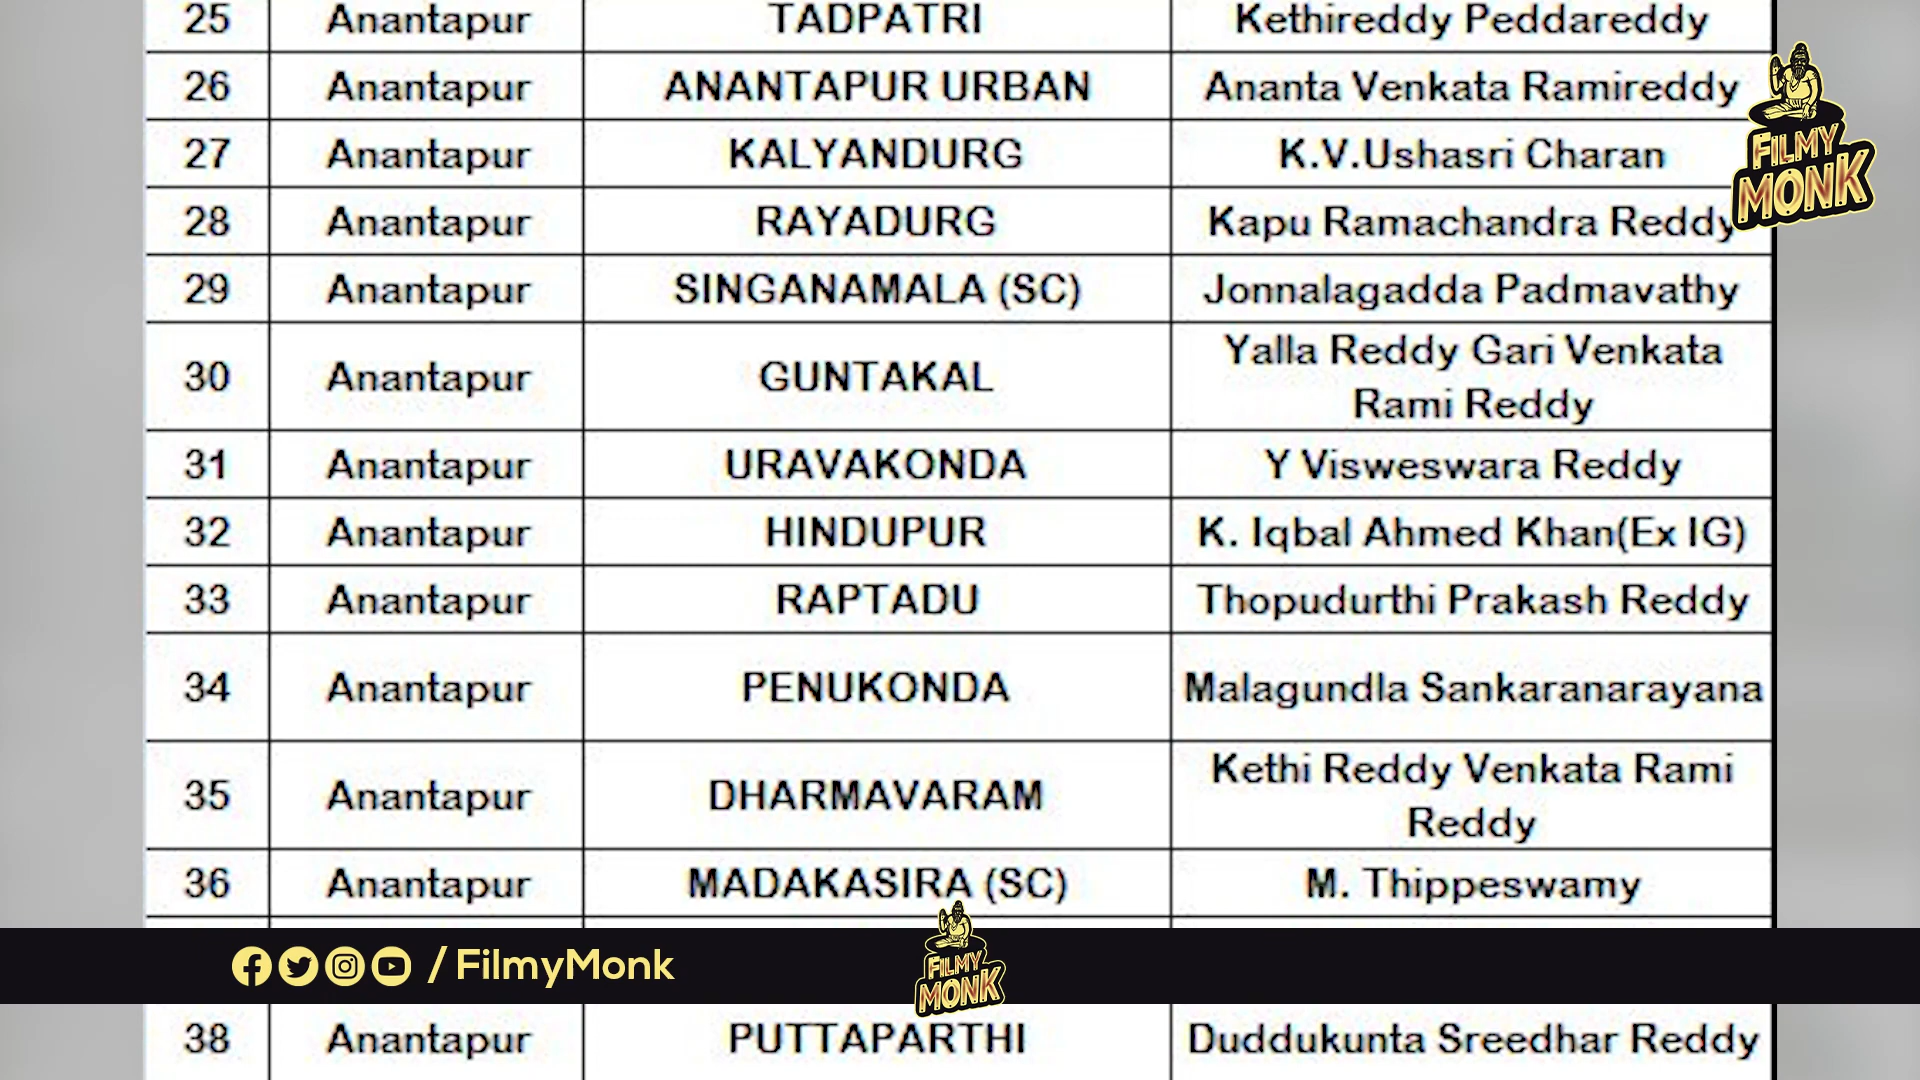 25 Anantapur TADPATRI Kethireddy Peddareddy
26 Anantapur ANANTAPUR URBAN Ananta Venkata Ramireddy
27 Anantapur KALYANDURG K.V.Ushasri Charan
28 Anantapur RAYADURG Kapu Ramachandra Reddy
29 Anantapur SINGANAMALA (SC) Jonnalagadda Padmavathy
30 Anantapur GUNTAKAL Yalla Reddy Gari Venkata
Rami Reddy
31 Anantapur URAVAKONDA Y Visweswara Reddy
32 Anantapur HINDUPUR K. Iqbal Ahmed Khan(Ex IG)
33 Anantapur RAPTADU Thopudurthi Prakash Reddy
34 Anantapur PENUKONDA Malagundla Sankaranarayana
35 Anantapur DHARMAVARAM Kethi Reddy Venkata Rami
Reddy
36 Anantapur MADAKASIRA (SC) M. Thippeswamy
38 Anantapur PUTTAPARTHI Duddukunta Sreedhar Reddy
FILMY
MONK
/ FilmyMonk
FILMY
MONK